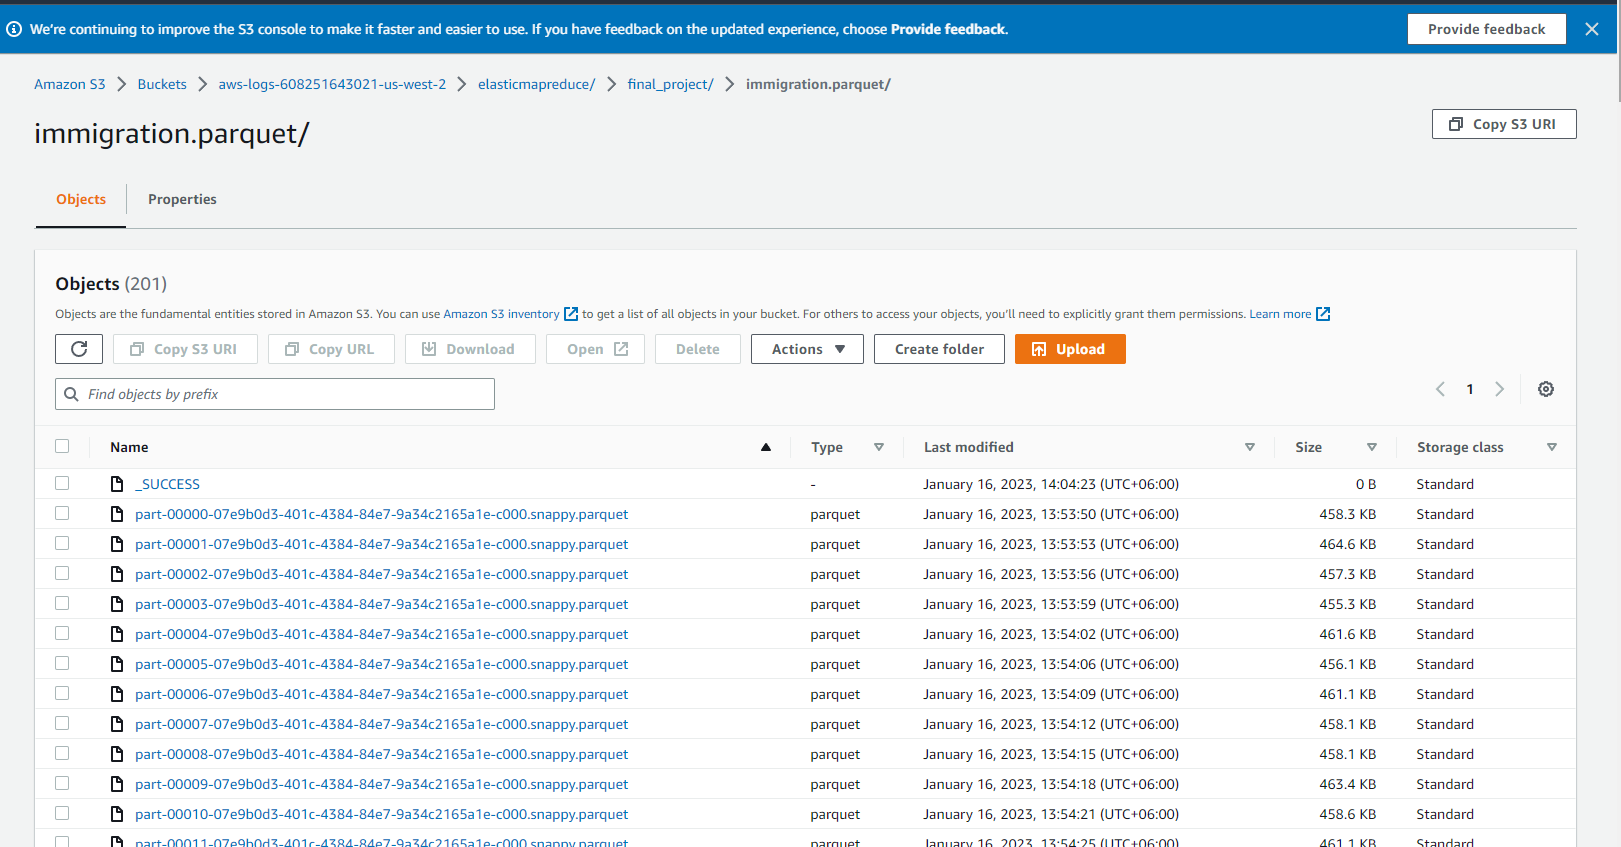 We're continuing to improve the S3 console to make it faster and easier to use. If you have feedback on the updated experience, choose Provide feedback. Provide feedback
Amazon S3 Buckets aws-logs-608251643021-us-west-2 elasticmapreduce/ final_project/ immigration.parquet/
immigration.parquet/ Copy S3 URI
Objects Properties
Objects (201)
Objects are the fundamental entities stored in Amazon S3. You can use Amazon S3 inventory to get a list of all objects in your bucket. For others to access your objects, you'll need to explicitly grant them permissions. Learn more
Copy S3 URI Copy URL Download Open Delete Actions Create folder Upload
Find objects by prefix 1
Name Type Last modified Size Storage class
_SUCCESS - January 16, 2023, 14:04:23 (UTC+06:00) 0 B Standard
part-00000-07e9b0d3-401c-4384-84e7-9a34c2165a1e-c000.snappy.parquet parquet January 16, 2023, 13:53:50 (UTC+06:00) 458.3 KB Standard
part-00001-07e9b0d3-401c-4384-84e7-9a34c2165a1e-c000.snappy.parquet parquet January 16, 2023, 13:53:53 (UTC+06:00) 464.6 KB Standard
part-00002-07e9b0d3-401c-4384-84e7-9a34c2165a1e-c000.snappy.parquet parquet January 16, 2023, 13:53:56 (UTC+06:00) 457.3 KB Standard
part-00003-07e9b0d3-401c-4384-84e7-9a34c2165a1e-c000.snappy.parquet parquet January 16, 2023, 13:53:59 (UTC+06:00) 455.3 KB Standard
part-00004-07e9b0d3-401c-4384-84e7-9a34c2165a1e-c000.snappy.parquet parquet January 16, 2023, 13:54:02 (UTC+06:00) 461.6 KB Standard
part-00005-07e9b0d3-401c-4384-84e7-9a34c2165a1e-c000.snappy.parquet parquet January 16, 2023, 13:54:06 (UTC+06:00) 456.1 KB Standard
part-00006-07e9b0d3-401c-4384-84e7-9a34c2165a1e-c000.snappy.parquet parquet January 16, 2023, 13:54:09 (UTC+06:00) 461.1 KB Standard
part-00007-07e9b0d3-401c-4384-84e7-9a34c2165a1e-c000.snappy.parquet parquet January 16, 2023, 13:54:12 (UTC+06:00) 458.1 KB Standard
part-00008-07e9b0d3-401c-4384-84e7-9a34c2165a1e-c000.snappy.parquet parquet January 16, 2023, 13:54:15 (UTC+06:00) 458.1 KB Standard
part-00009-07e9b0d3-401c-4384-84e7-9a34c2165a1e-c000.snappy.parquet parquet January 16, 2023, 13:54:18 (UTC+06:00) 463.4 KB Standard
part-00010-07e9b0d3-401c-4384-84e7-9a34c2165a1e-c000.snappy.parquet parquet January 16, 2023, 13:54:21 (UTC+06:00) 458.6 KB Standard
part-00011-07e9b0d3-401c-4384-84e7-9a34c2165a1e-c000.snappy.parquet parquet January 16, 2023, 13:54:25 (UTC+06:00) 461.1 KB Standard